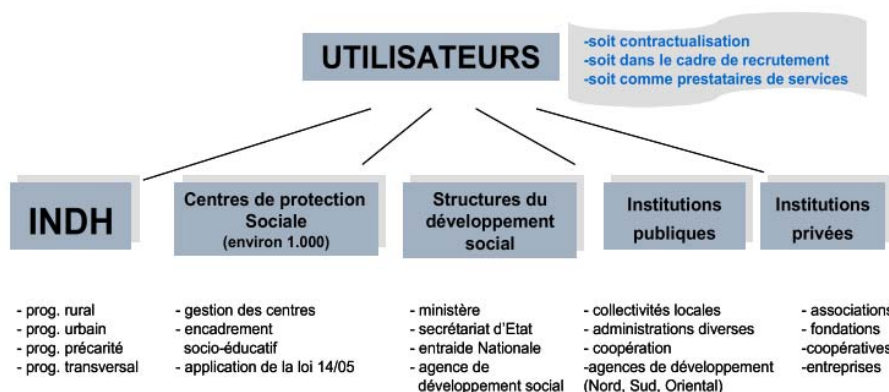 UTILISATEURS
-soit contractualisation
-soit dans le cadre de recrutement
-soit comme prestataires de services
INDH
Centres de protection
Sociale
(environ 1.000)
Structures du
développement
social
Institutions
publiques
Institutions
privées
- prog. rural
- prog. urbain
- prog. précarité
- prog. transversal
- gestion des centres
- encadrement
socio-éducatif
- application de la loi 14/05
- ministère
- secrétariat d'Etat
- entraide Nationale
- agence de
développement social
- collectivités locales
- administrations diverses
- coopération
-agences de développement
(Nord, Sud, Oriental)
- associations
- fondations
-coopératives
-entreprises